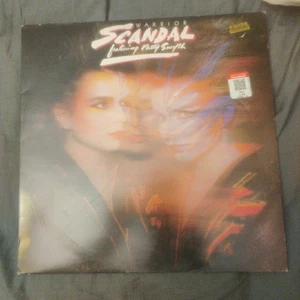 WARRIOR
SCANDAL
featuring Patty Smyth